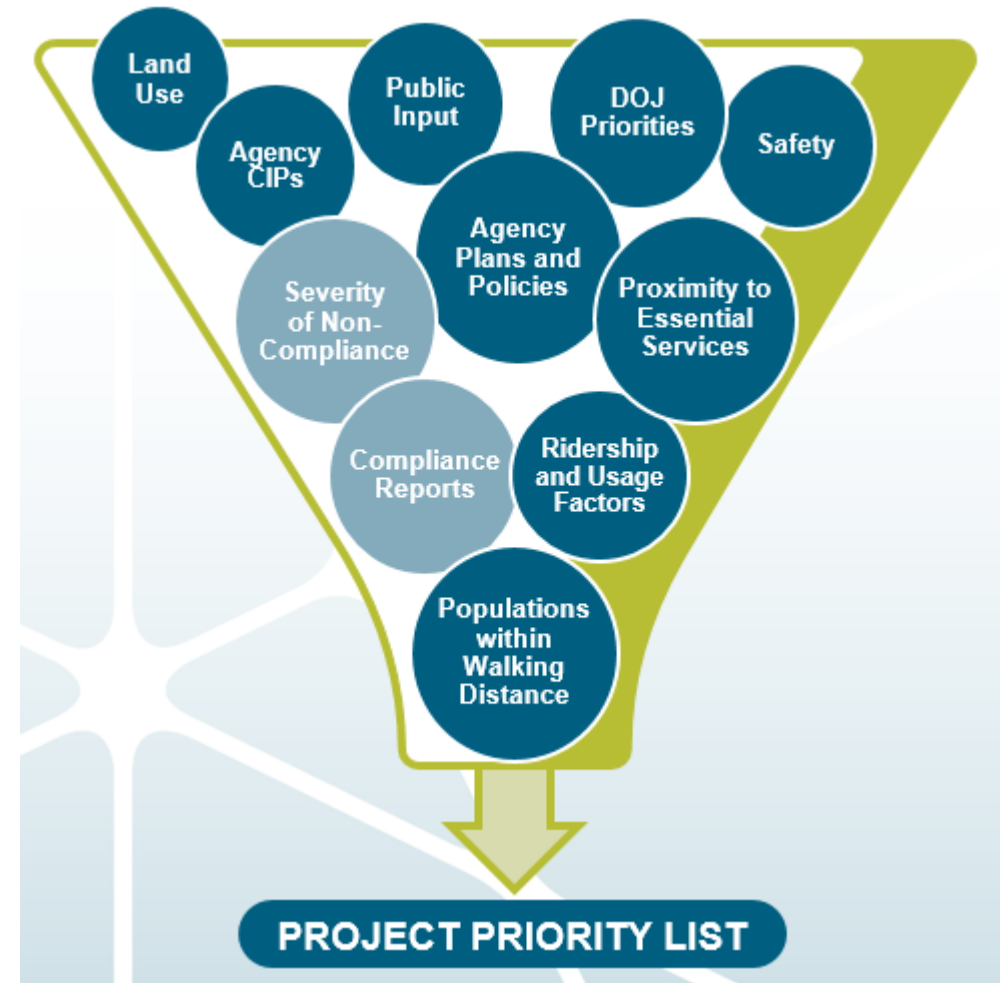 Land
Use
Agency
CIPs
Public
Input
DOJ
Priorities
Safety
Severity
of Non-
Compliance
Agency
Plans and
Policies
Proximity to
Essential
Services
Compliance
Reports
Ridership
and Usage
Factors
Populations
within
Walking
Distance
PROJECT PRIORITY LIST